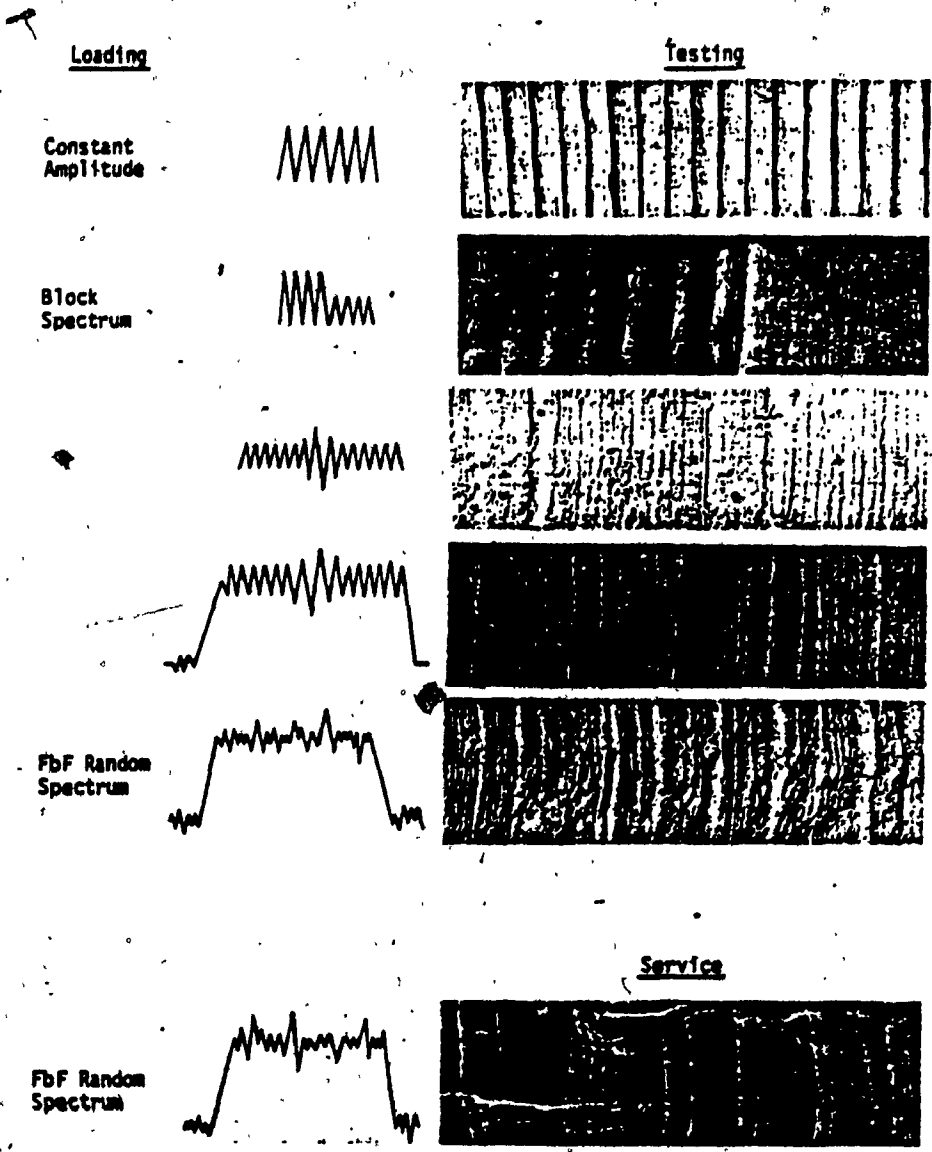 Loading
Testing
Constant
Amplitude
Block
Spectrum
FbF Random
Spectrum
Service
FbF Random
Spectrum